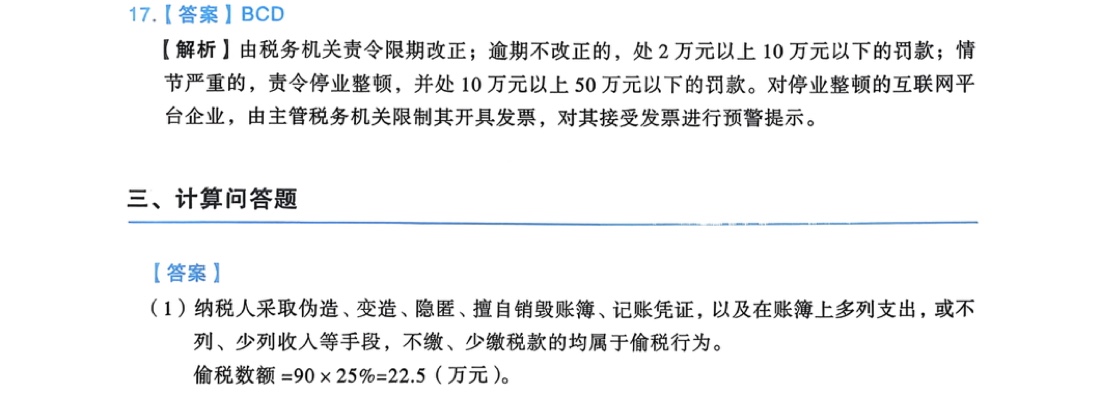 17.【答案】BCD
【解析】由税务机关责令限期改正；逾期不改正的，处 2 万元以上 10 万元以下的罚款；情
节严重的，责令停业整顿，并处 10 万元以上 50 万元以下的罚款。对停业整顿的互联网平
台企业，由主管税务机关限制其开具发票，对其接受发票进行预警提示。
三、计算问答题
【答案】
（1）纳税人采取伪造、变造、隐匿、擅自销毁账簿、记账凭证，以及在账簿上多列支出，或不
列、少列收入等手段，不缴、少缴税款的均属于偷税行为。
偷税数额 =90 × 25%=22.5（万元）。